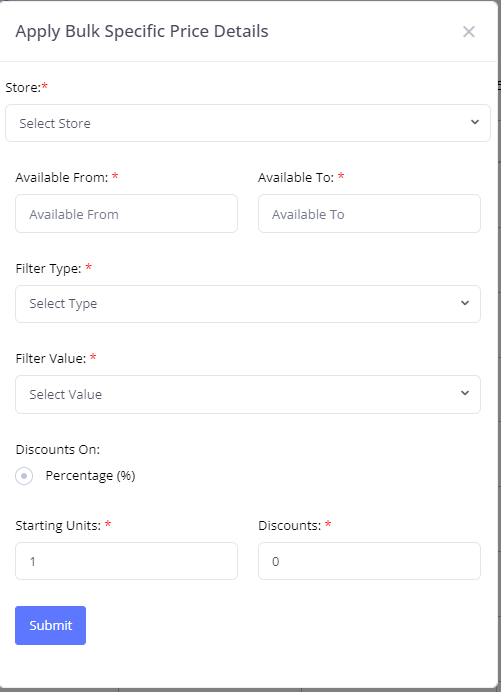 Apply Bulk Specific Price Details
Store:*
Select Store
Available From: * Available To: *
Available From Available To
Filter Type: *
Select Type
Filter Value: *
Select Value
Discounts On:
Percentage (%)
Starting Units: * Discounts: *
1 0
Submit